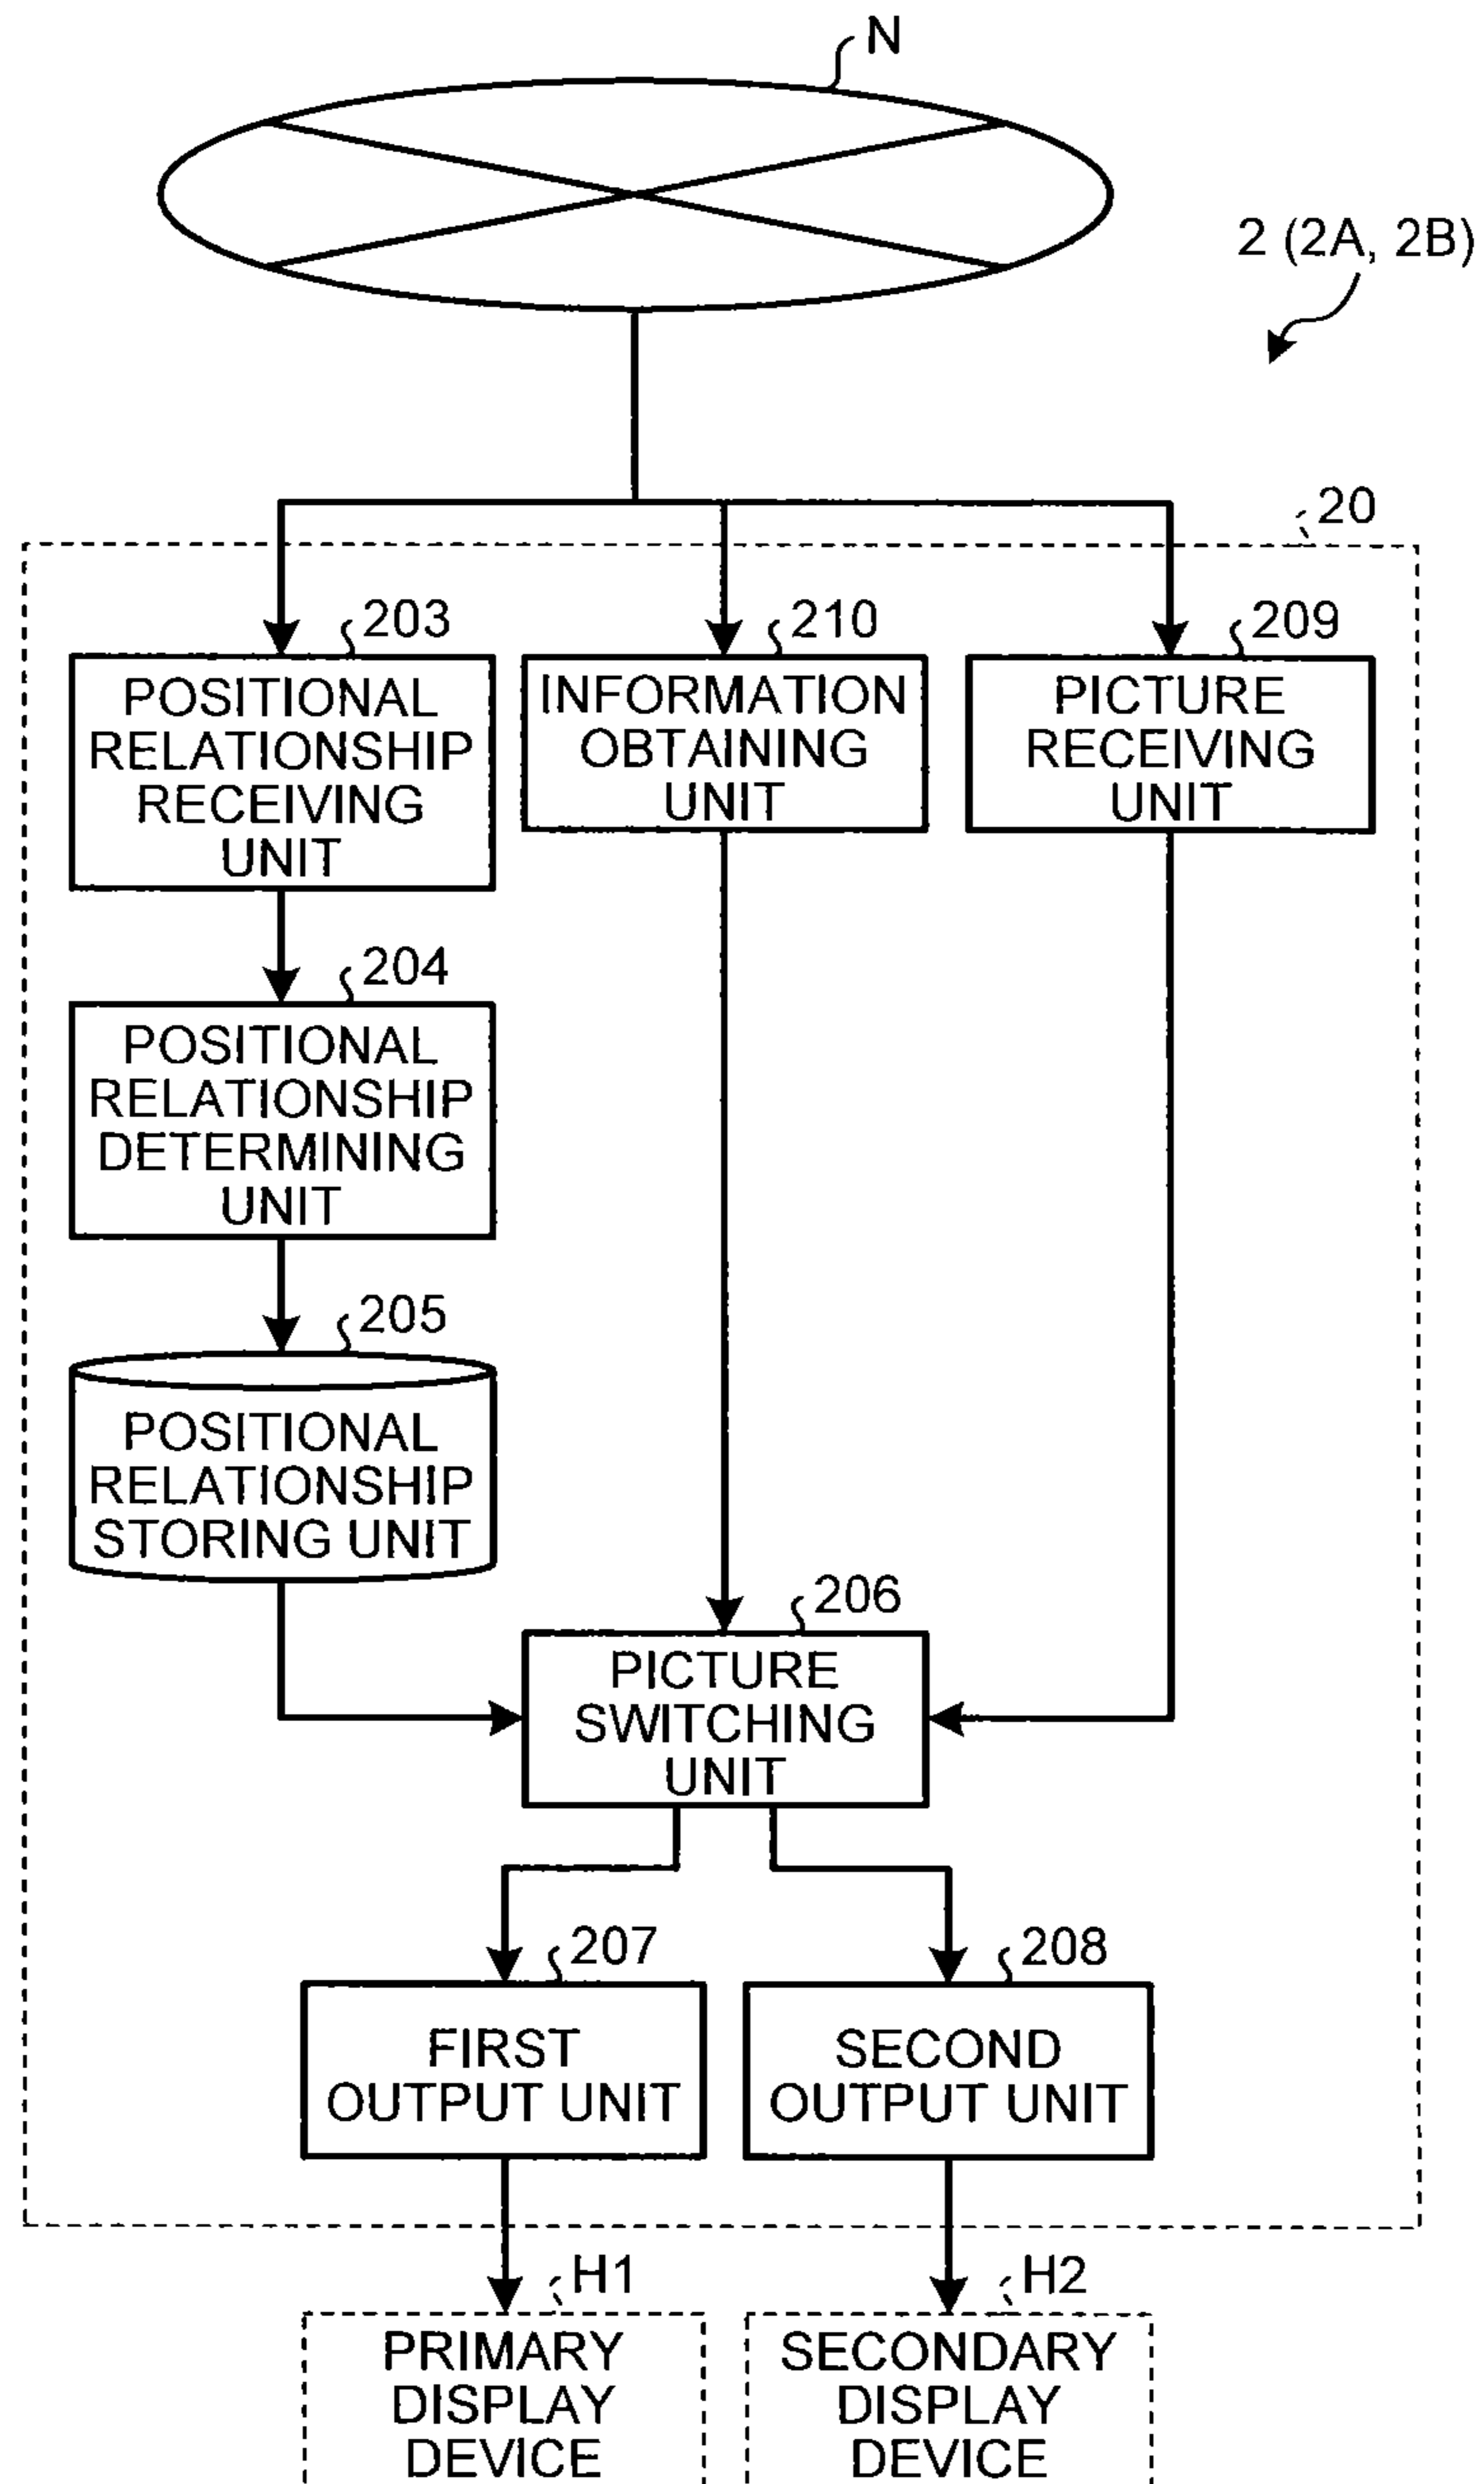 N
2 (2A, 2B)
20
203
POSITIONAL
RELATIONSHIP
RECEIVING
UNIT
210
INFORMATION
OBTAINING
UNIT
209
PICTURE
RECEIVING
UNIT
204
POSITIONAL
RELATIONSHIP
DETERMINING
UNIT
205
POSITIONAL
RELATIONSHIP
STORING UNIT
206
PICTURE
SWITCHING
UNIT
207
FIRST
OUTPUT UNIT
208
SECOND
OUTPUT UNIT
H1
PRIMARY
DISPLAY
DEVICE
H2
SECONDARY
DISPLAY
DEVICE